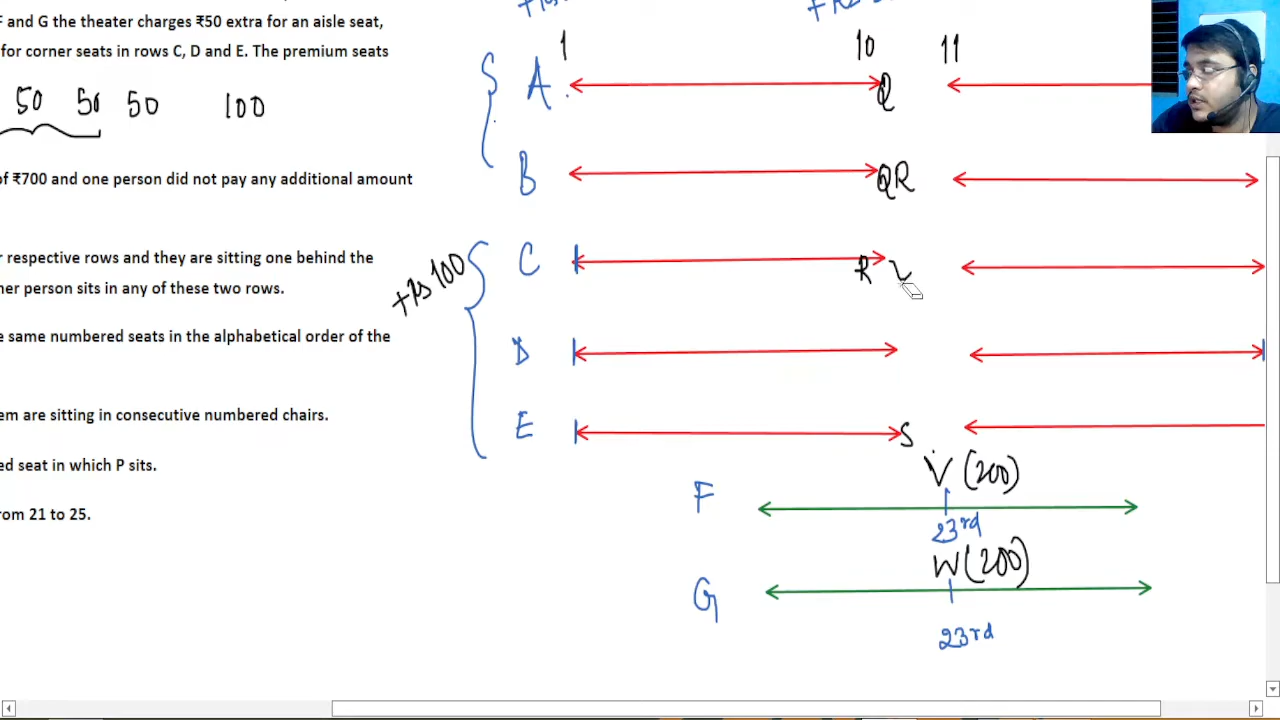 F and G the theater charges ₹50 extra for an aisle seat,
for corner seats in rows C, D and E. The premium seats
50 50 50 100
of ₹700 and one person did not pay any additional amount
r respective rows and they are sitting one behind the
her person sits in any of these two rows.
e same numbered seats in the alphabetical order of the
em are sitting in consecutive numbered chairs.
ed seat in which P sits.
rom 21 to 25.
1 10 11
A Q
B QR
+Rs 100
C R
D
E S
V (200)
F
23rd
W (200)
G
23rd